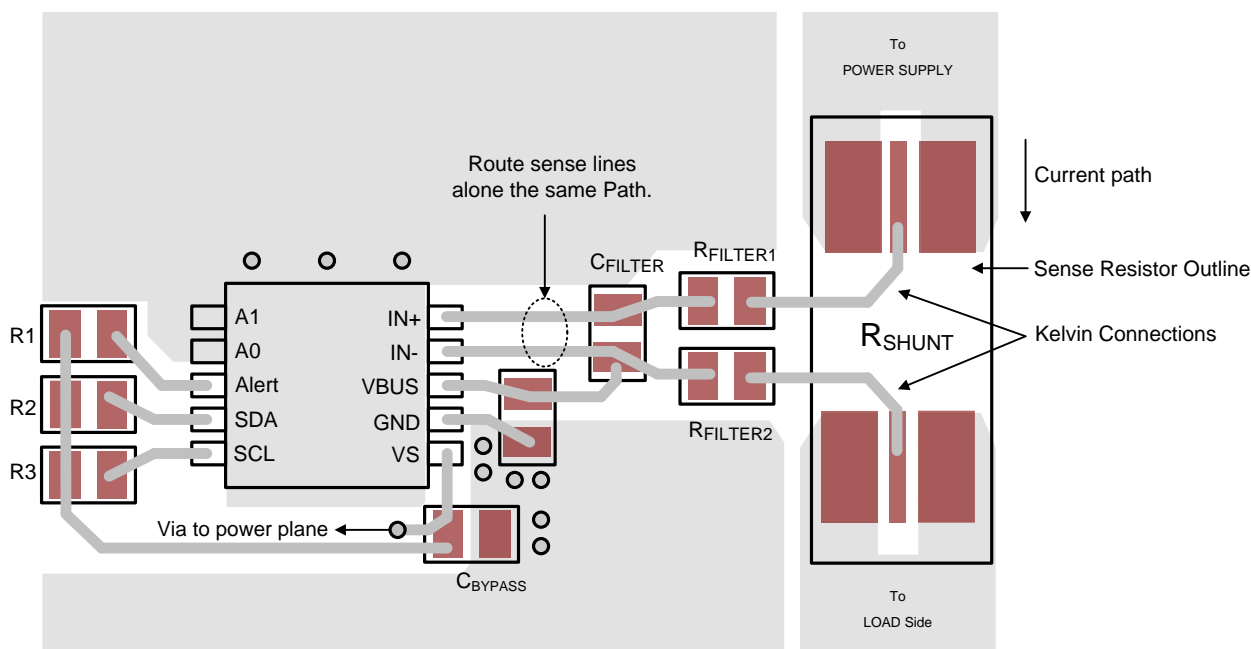 To
POWER SUPPLY
Route sense lines
alone the same Path.
Current path
RFILTER1
CFILTER
Sense Resistor Outline
R1
A1
IN+
RSHUNT
Kelvin Connections
A0
IN-
Alert
VBUS
R2
SDA
GND
RFILTER2
R3
SCL
VS
Via to power plane
CBYPASS
To
LOAD Side